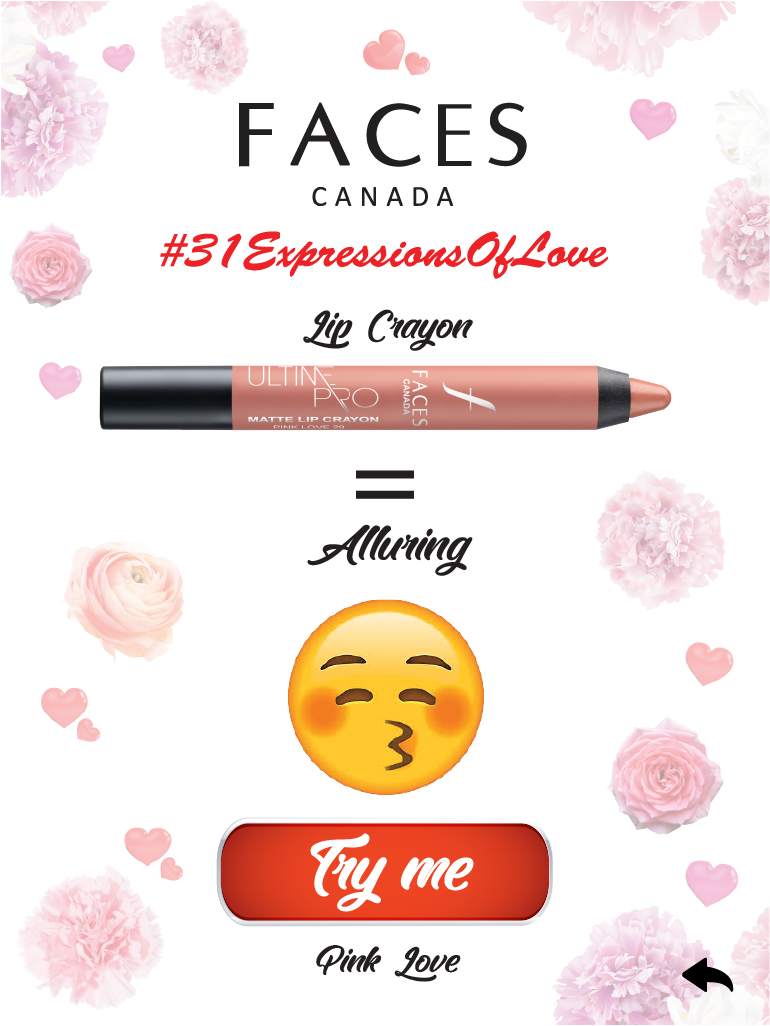 FACES
CANADA
#31ExpressionsOfLove
Lip Crayon
ULTIME
PRO
MATTE LIP CRAYON
PINK LOVE 28
FACES
CANADA
=
Alluring
Try me
Pink Love